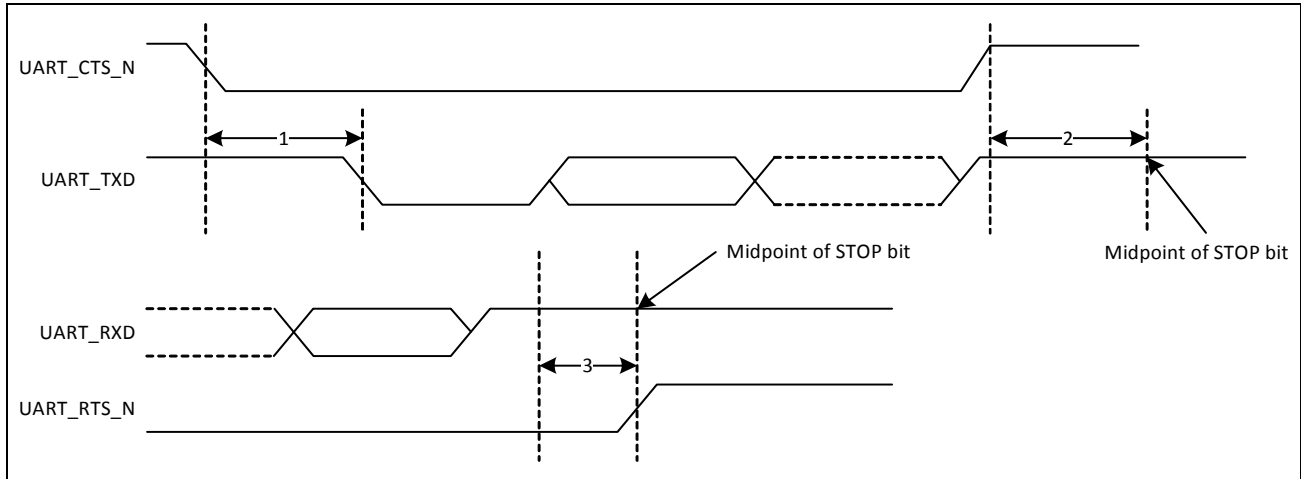 UART_CTS_N
1
2
UART_TXD
Midpoint of STOP bit
Midpoint of STOP bit
UART_RXD
3
UART_RTS_N